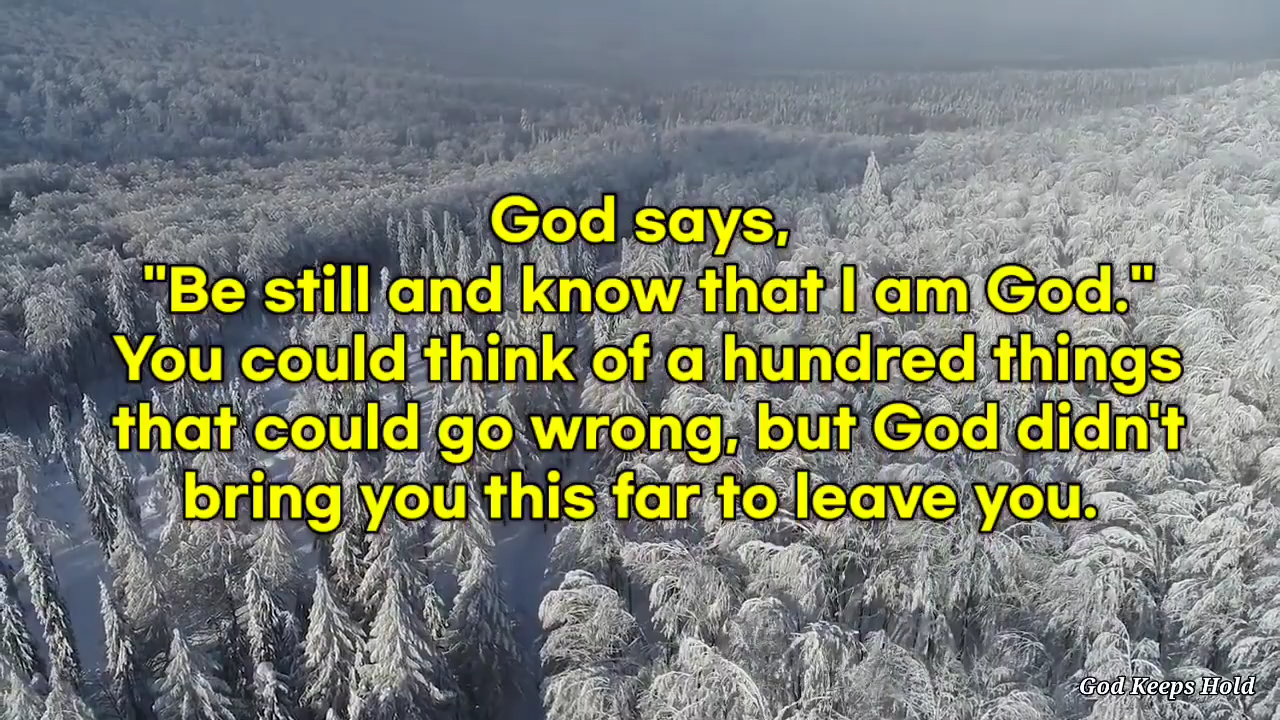 God says,
"Be still and know that I am God."
You could think of a hundred things
that could go wrong, but God didn't
bring you this far to leave you.
God Keeps Hold